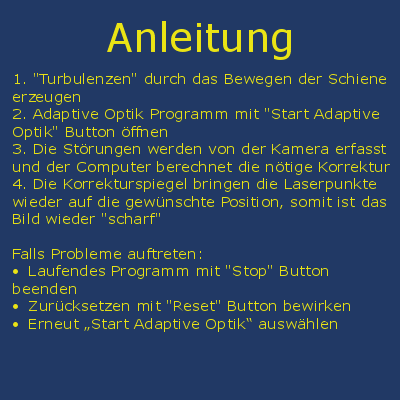 Anleitung
1. "Turbulenzen" durch das Bewegen der Schiene
erzeugen
2. Adaptive Optik Programm mit "Start Adaptive
Optik" Button öffnen
3. Die Störungen werden von der Kamera erfasst
und der Computer berechnet die nötige Korrektur
4. Die Korrekturspiegel bringen die Laserpunkte
wieder auf die gewünschte Position, somit ist das
Bild wieder "scharf"
Falls Probleme auftreten:
• Laufendes Programm mit "Stop" Button
beenden
• Zurücksetzen mit "Reset" Button bewirken
• Erneut „Start Adaptive Optik“ auswählen